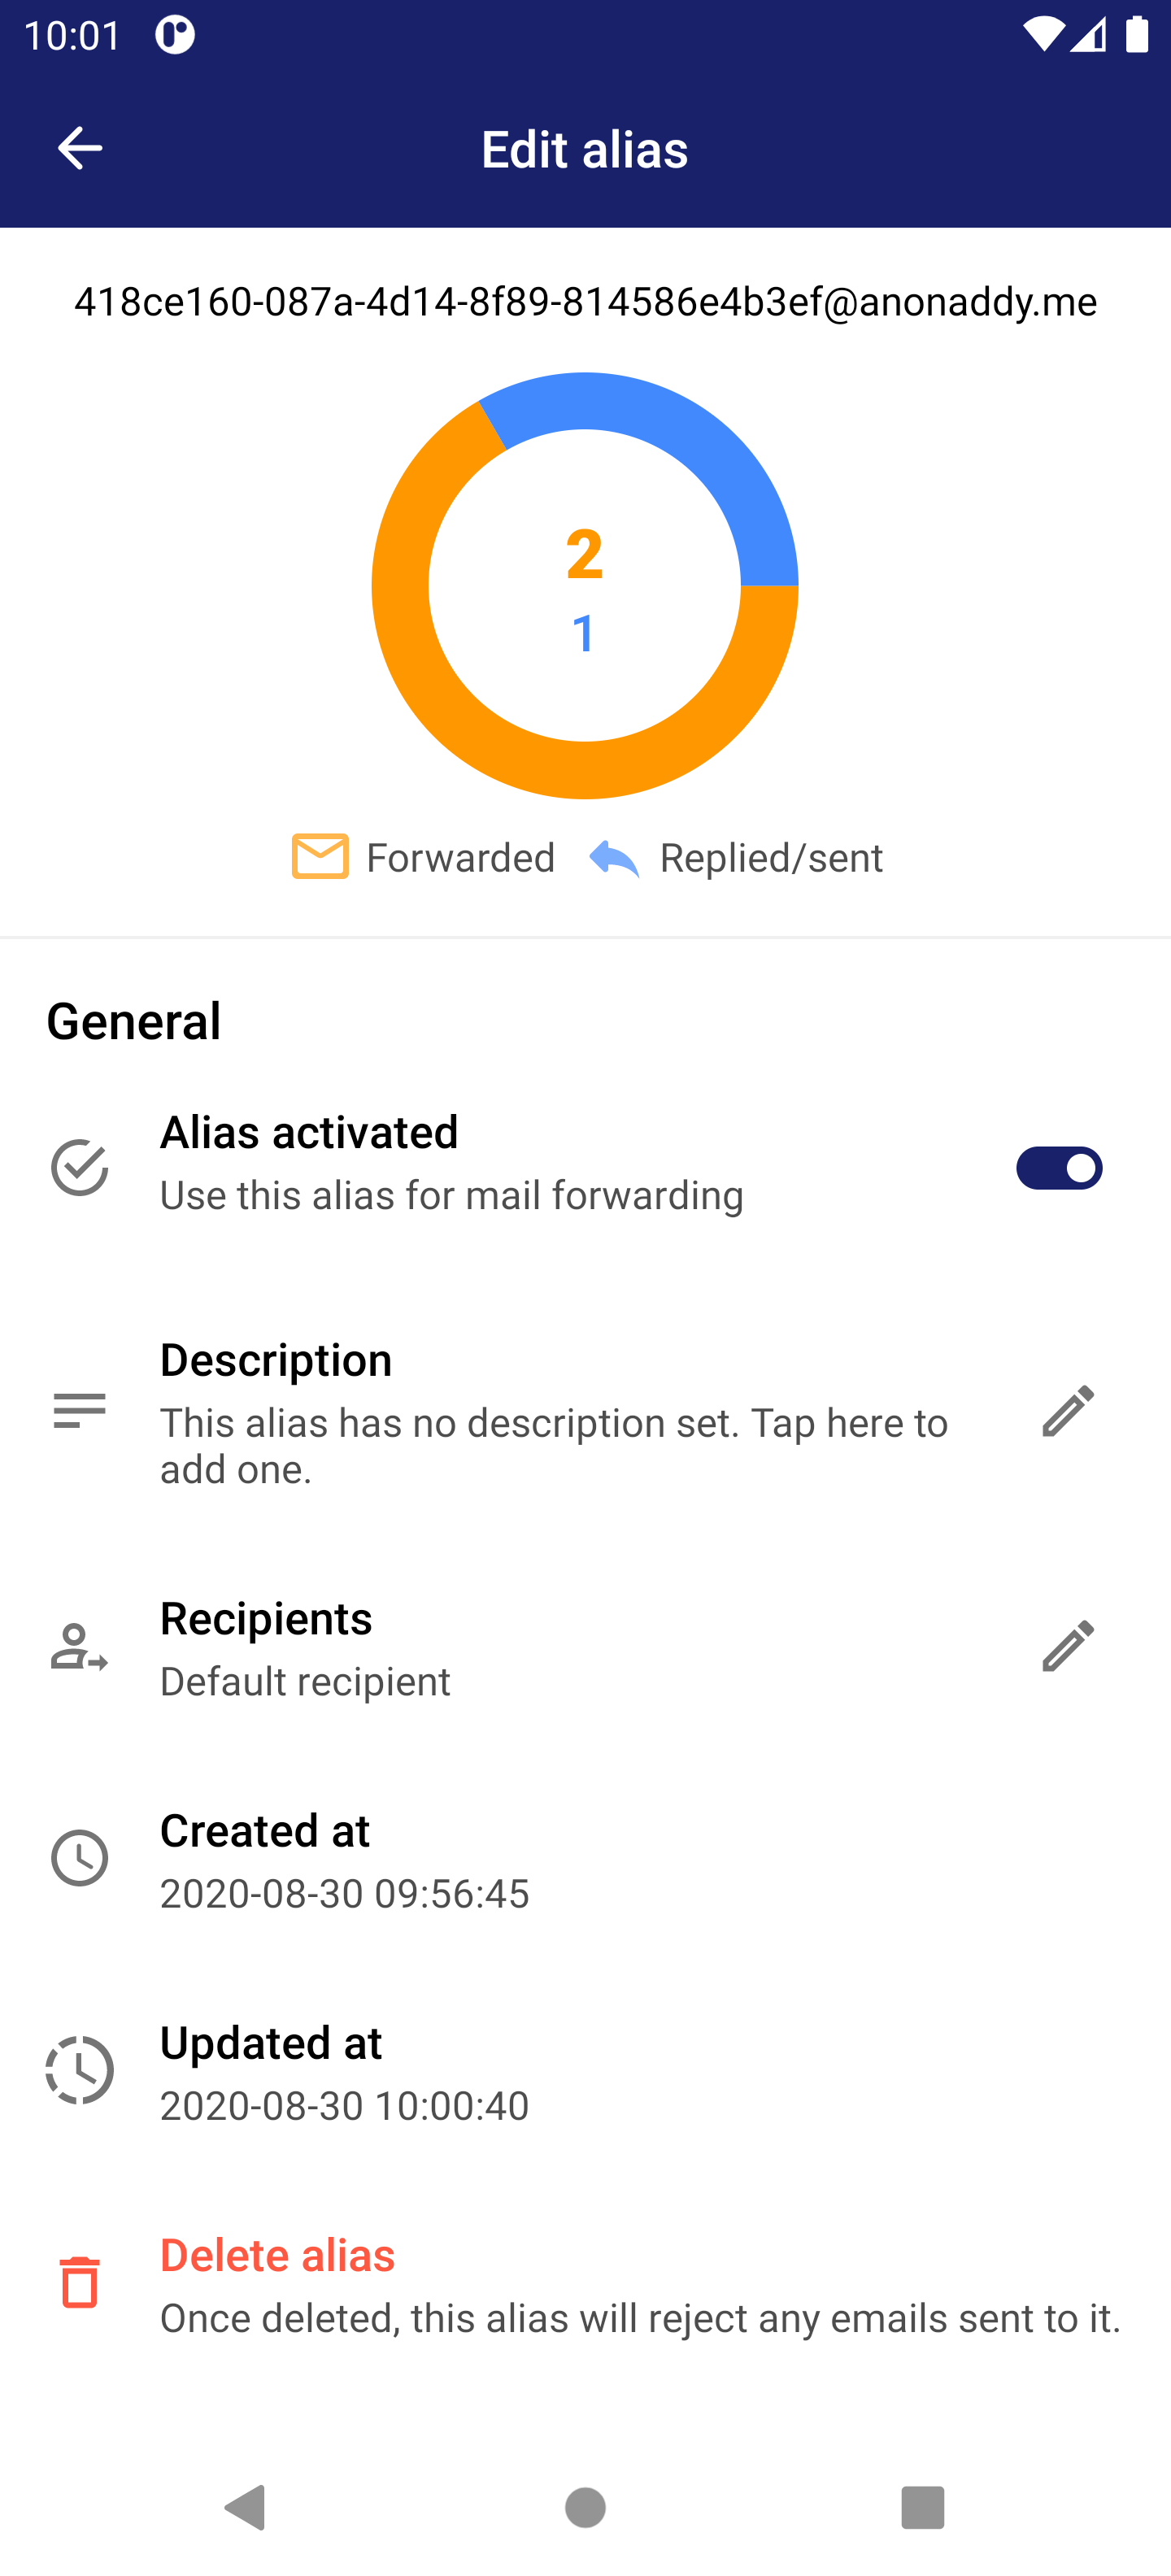 10:01
Edit alias
418ce160-087a-4d14-8f89-814586e4b3ef@anonaddy.me
2
1
Forwarded
Replied/sent
General
Alias activated
Use this alias for mail forwarding
Description
This alias has no description set. Tap here to
add one.
Recipients
Default recipient
Created at
2020-08-30 09:56:45
Updated at
2020-08-30 10:00:40
Delete alias
Once deleted, this alias will reject any emails sent to it.